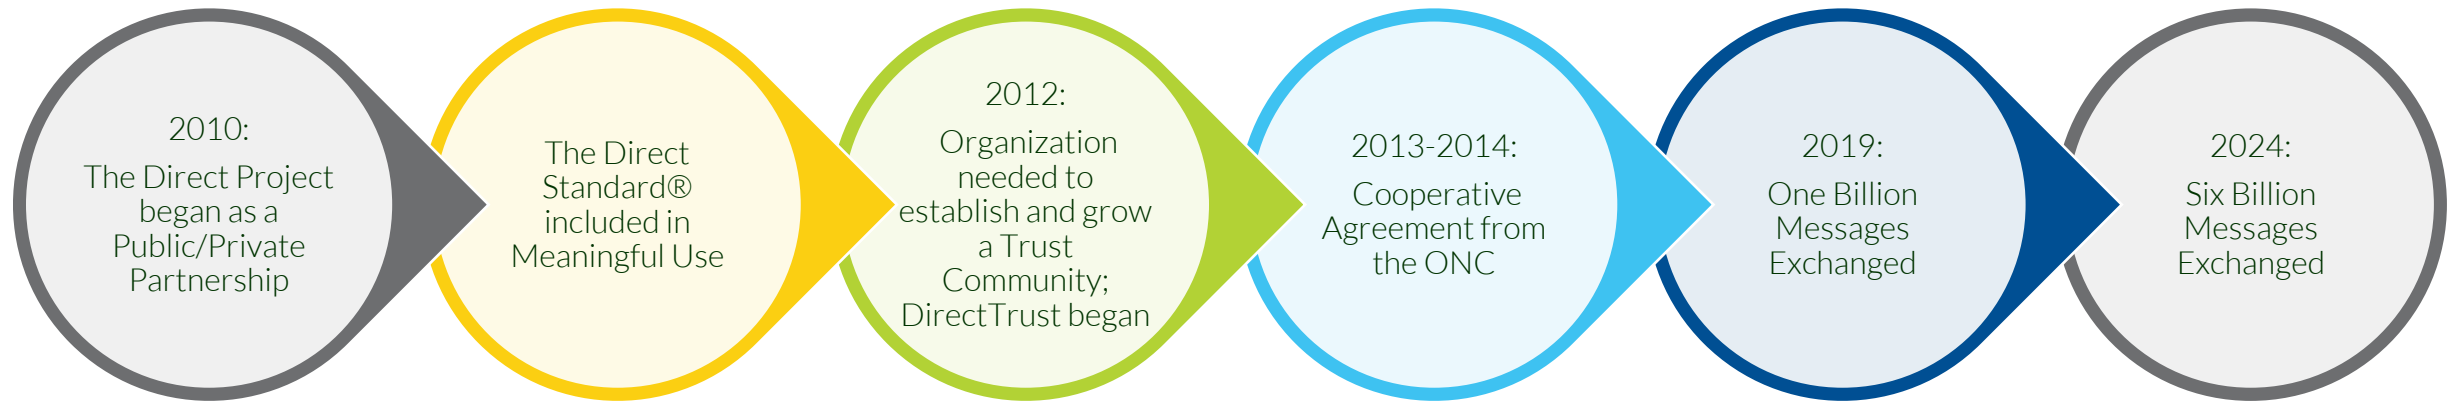 2010:
The Direct Project
began as a
Public/Private
Partnership
The Direct
Standard®
included in
Meaningful Use
2012:
Organization
needed to
establish and grow
a Trust
Community;
DirectTrust began
2013-2014:
Cooperative
Agreement from
the ONC
2019:
One Billion
Messages
Exchanged
2024:
Six Billion
Messages
Exchanged